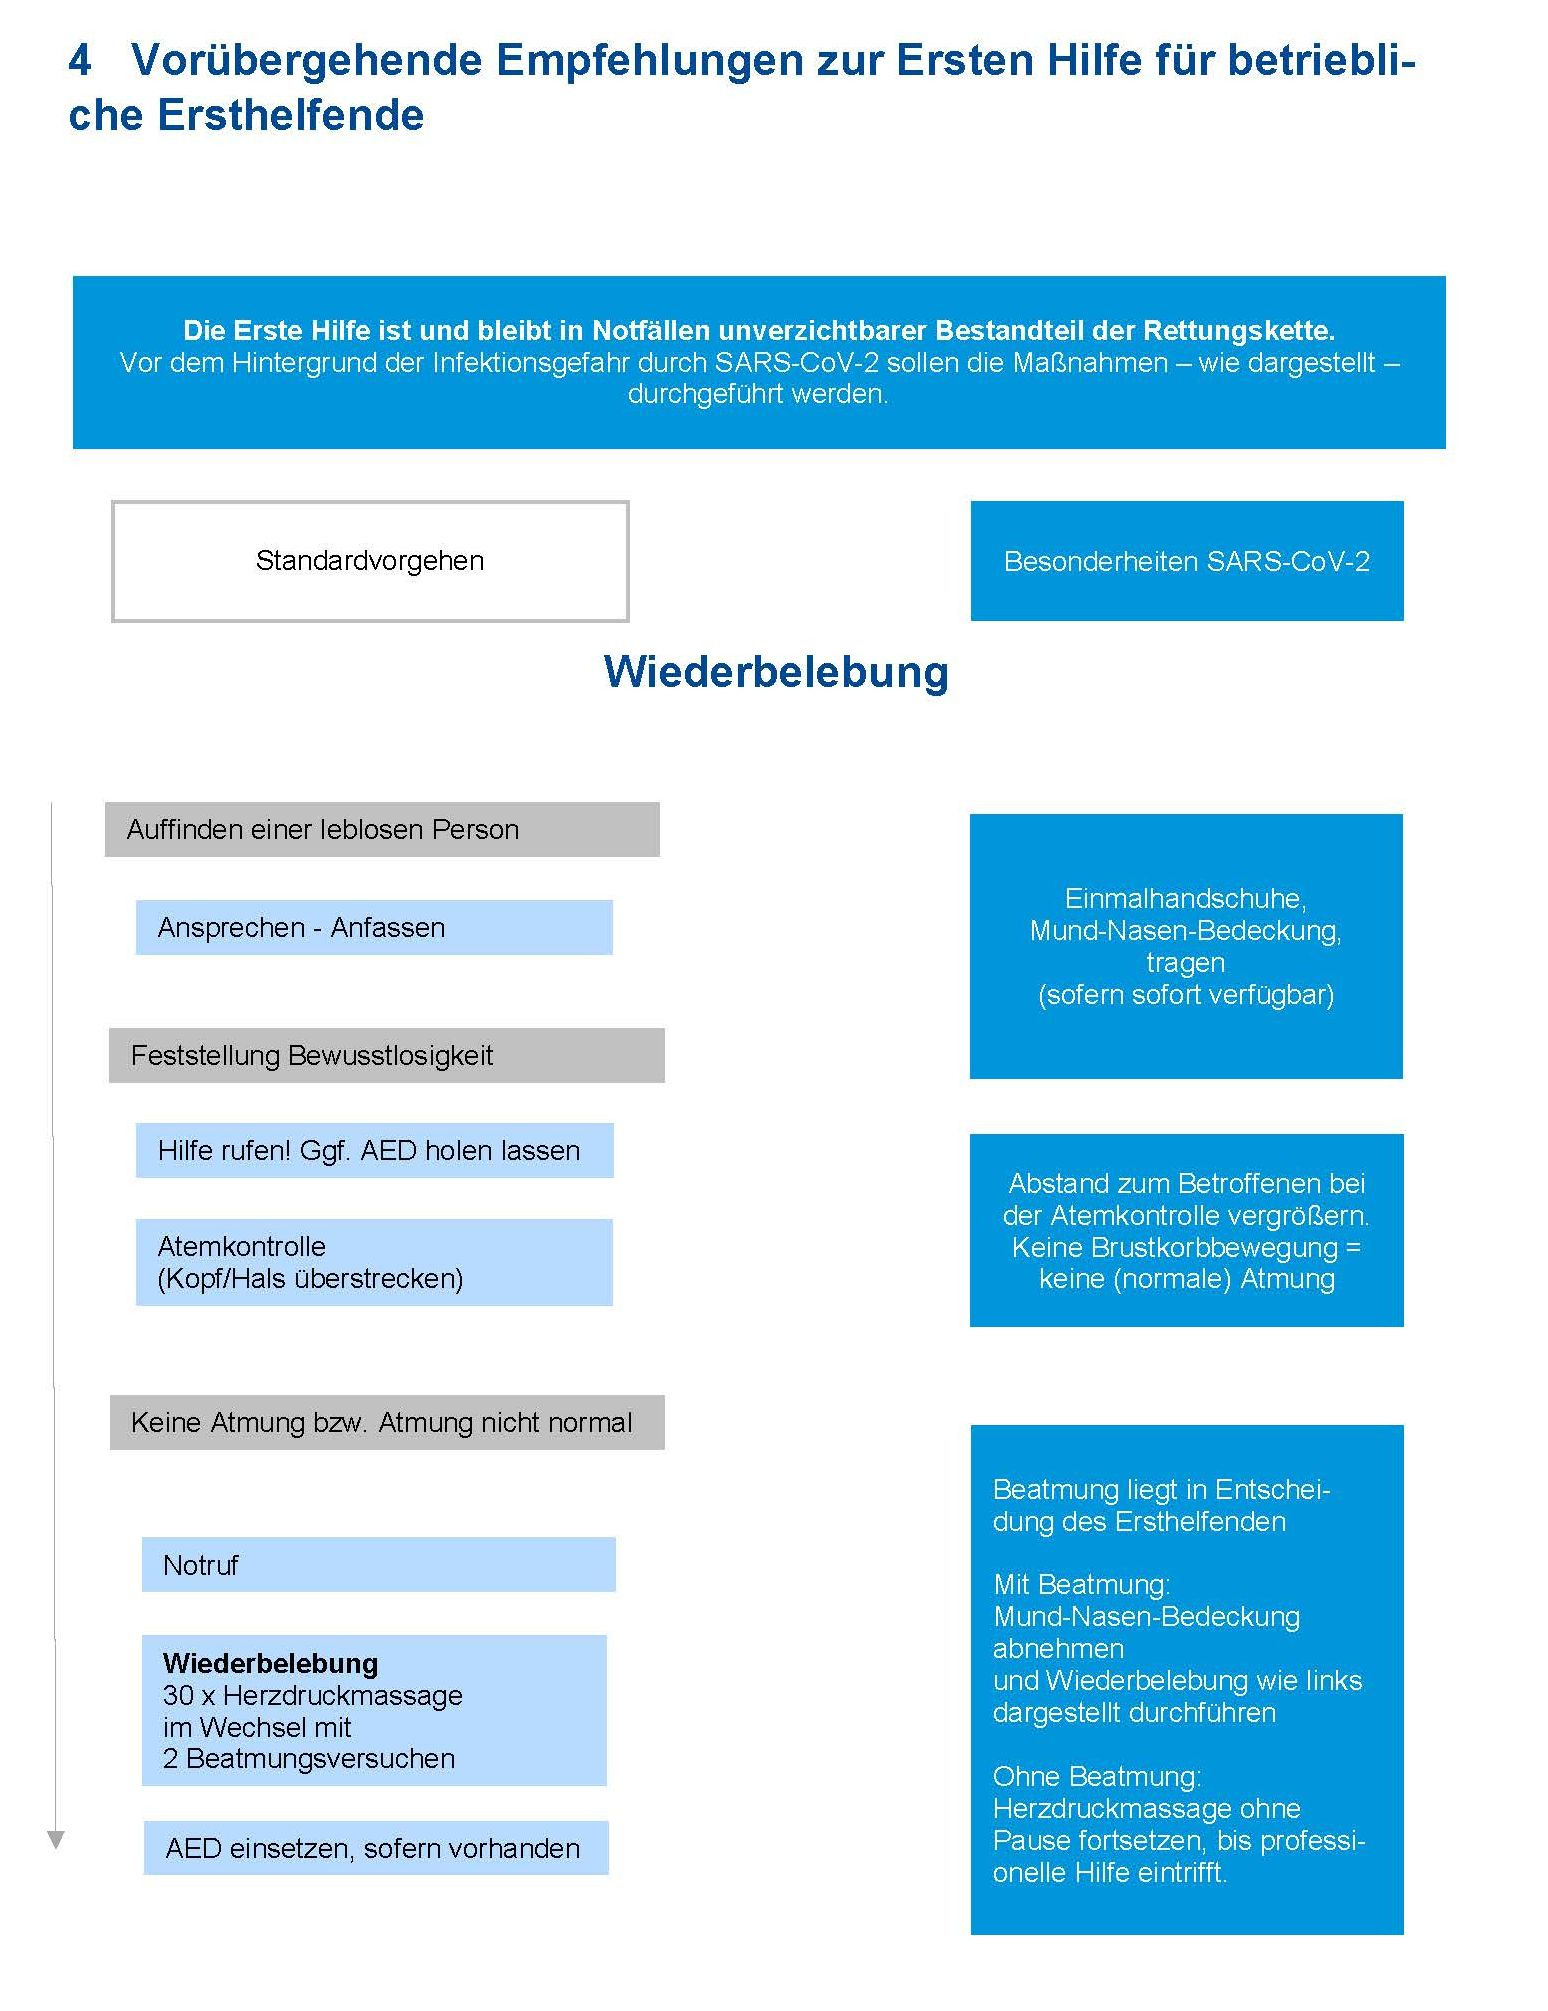 4 Vorübergehende Empfehlungen zur Ersten Hilfe für betriebli-
che Ersthelfende
Die Erste Hilfe ist und bleibt in Notfällen unverzichtbarer Bestandteil der Rettungskette.
Vor dem Hintergrund der Infektionsgefahr durch SARS-CoV-2 sollen die Maßnahmen – wie dargestellt –
durchgeführt werden.
Standardvorgehen
Besonderheiten SARS-CoV-2
Wiederbelebung
Auffinden einer leblosen Person
Ansprechen - Anfassen
Einmalhandschuhe,
Mund-Nasen-Bedeckung,
tragen
(sofern sofort verfügbar)
Feststellung Bewusstlosigkeit
Hilfe rufen! Ggf. AED holen lassen
Atemkontrolle
(Kopf/Hals überstrecken)
Abstand zum Betroffenen bei
der Atemkontrolle vergrößern.
Keine Brustkorbbewegung =
keine (normale) Atmung
Keine Atmung bzw. Atmung nicht normal
Notruf
Wiederbelebung
30 x Herzdruckmassage
im Wechsel mit
2 Beatmungsversuchen
AED einsetzen, sofern vorhanden
Beatmung liegt in Entschei-
dung des Ersthelfenden
Mit Beatmung:
Mund-Nasen-Bedeckung
abnehmen
und Wiederbelebung wie links
dargestellt durchführen
Ohne Beatmung:
Herzdruckmassage ohne
Pause fortsetzen, bis professi-
onelle Hilfe eintrifft.